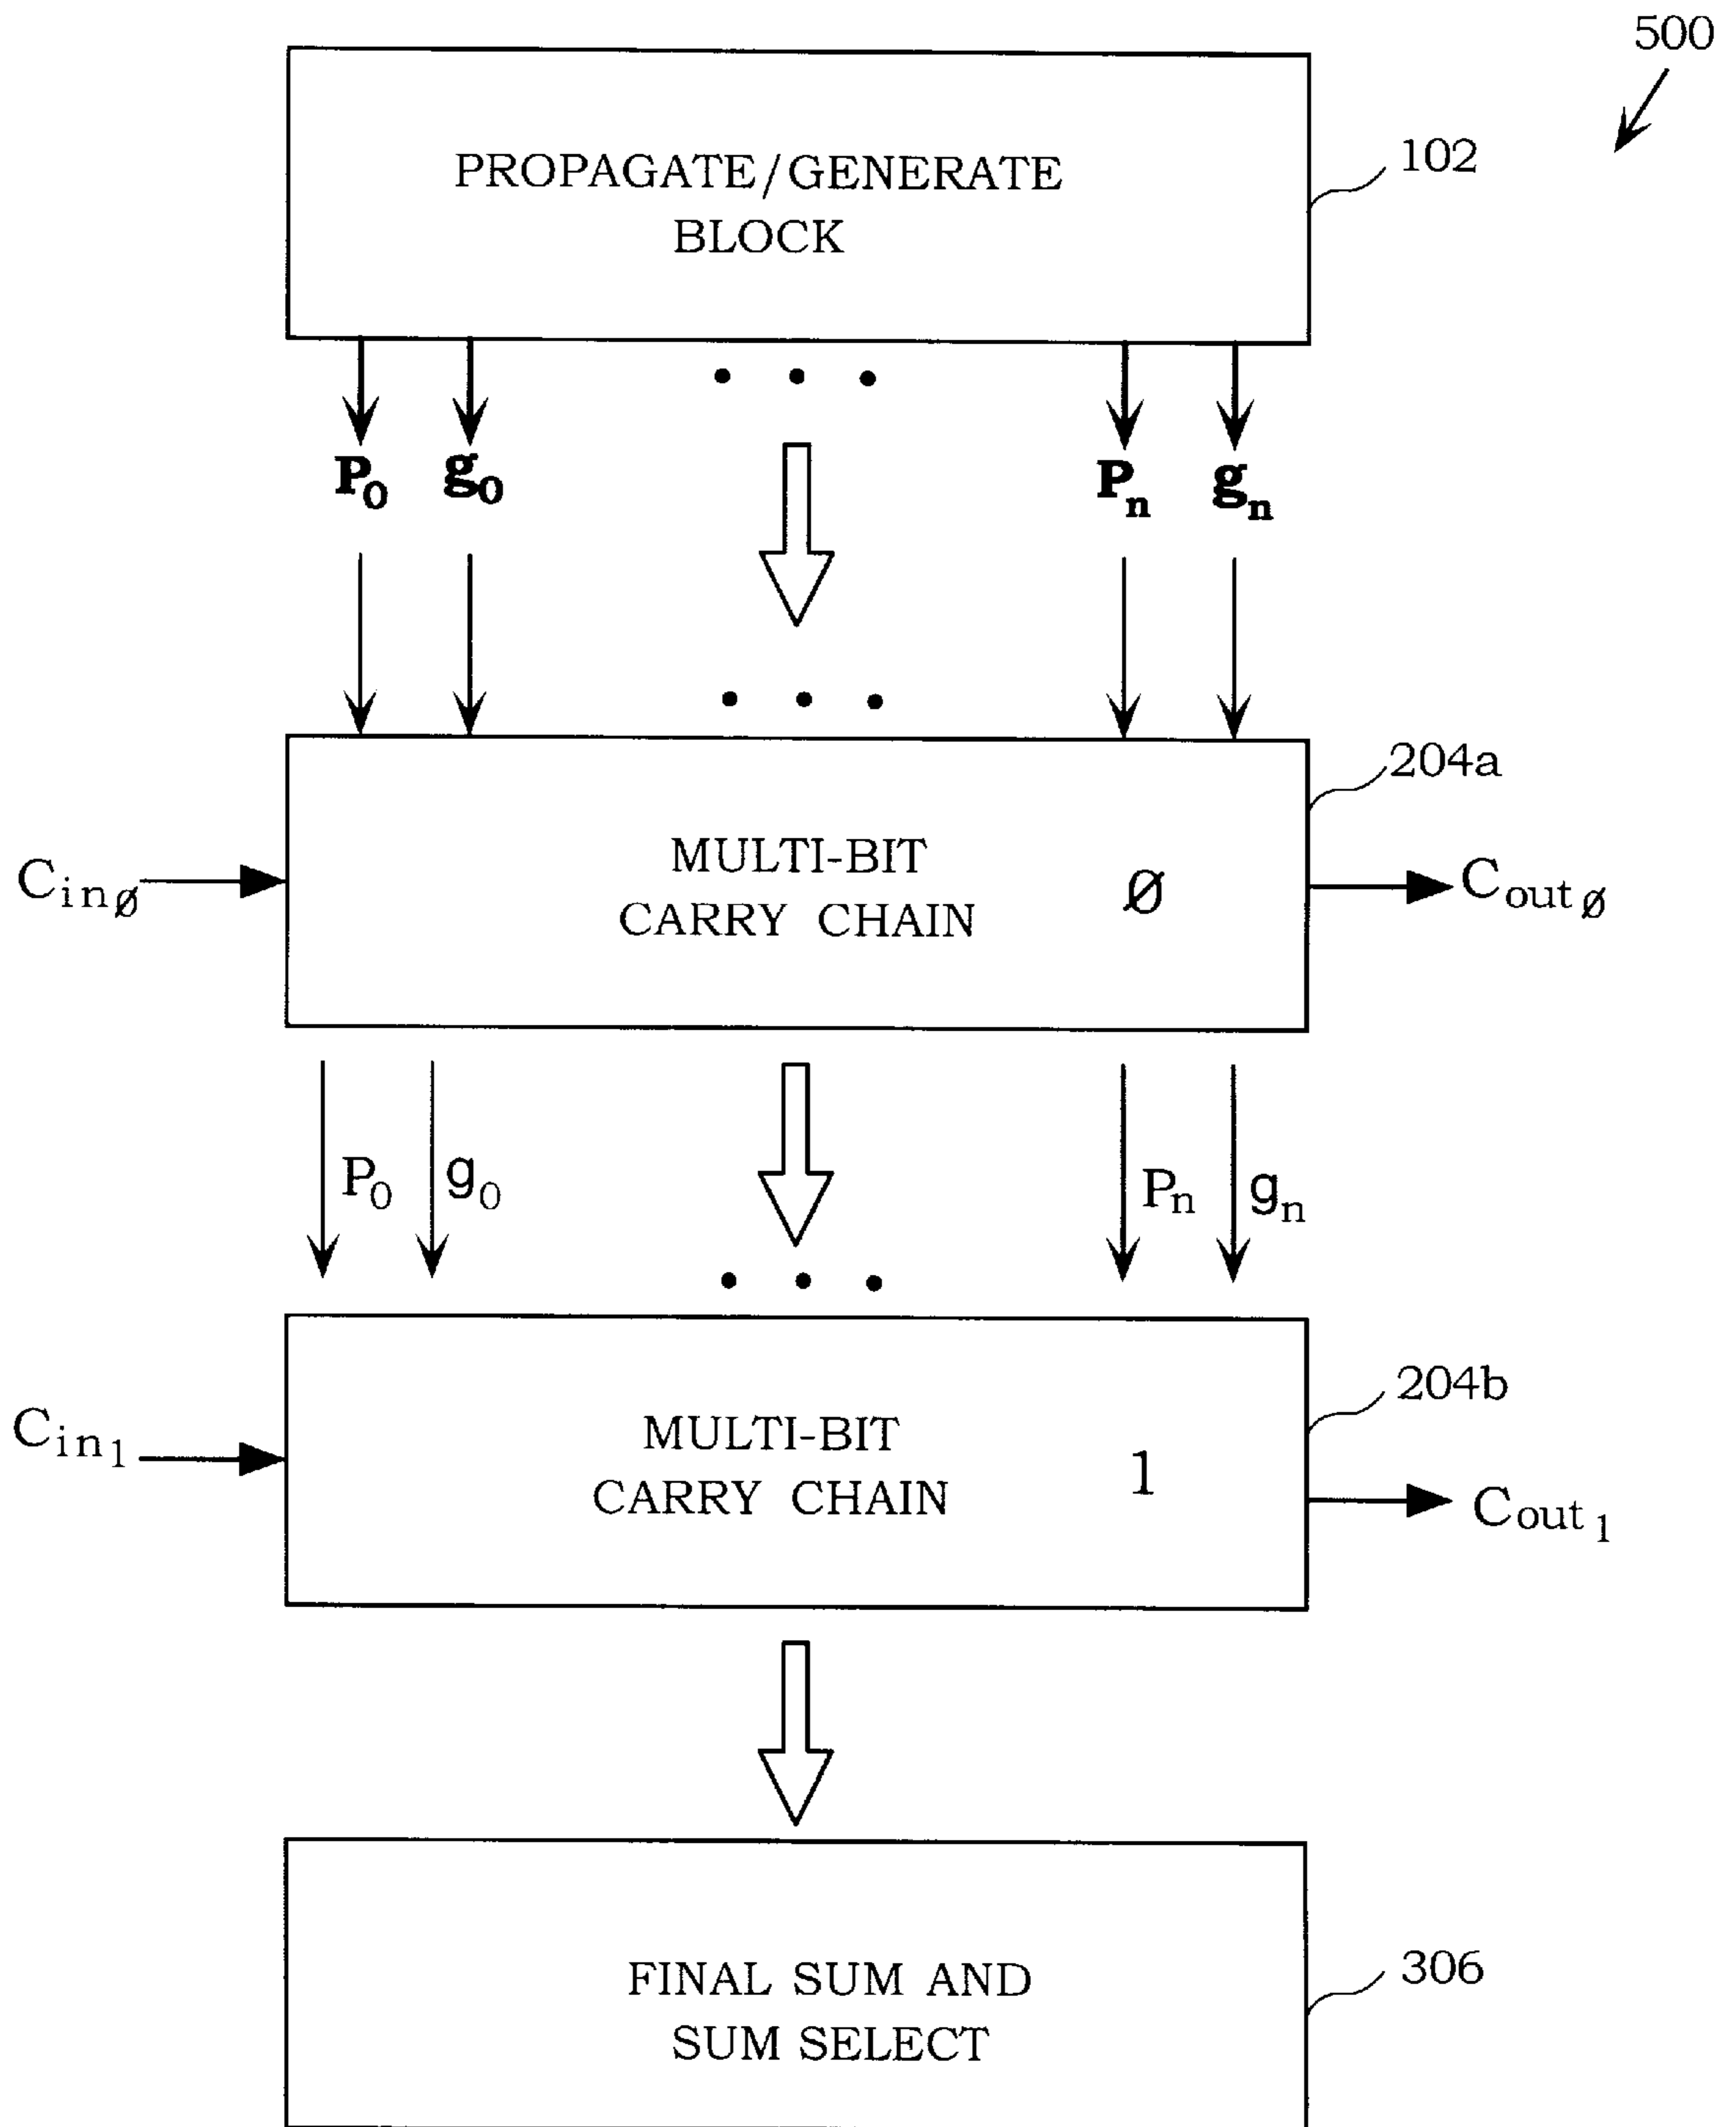 500
PROPAGATE/GENERATE
BLOCK
102
P0 g0 Pn gn
204a
MULTI-BIT
CARRY CHAIN
Ø
Cinø
Coutø
P0 g0 Pn gn
204b
MULTI-BIT
CARRY CHAIN
1
Cin1
Cout1
FINAL SUM AND
SUM SELECT
306